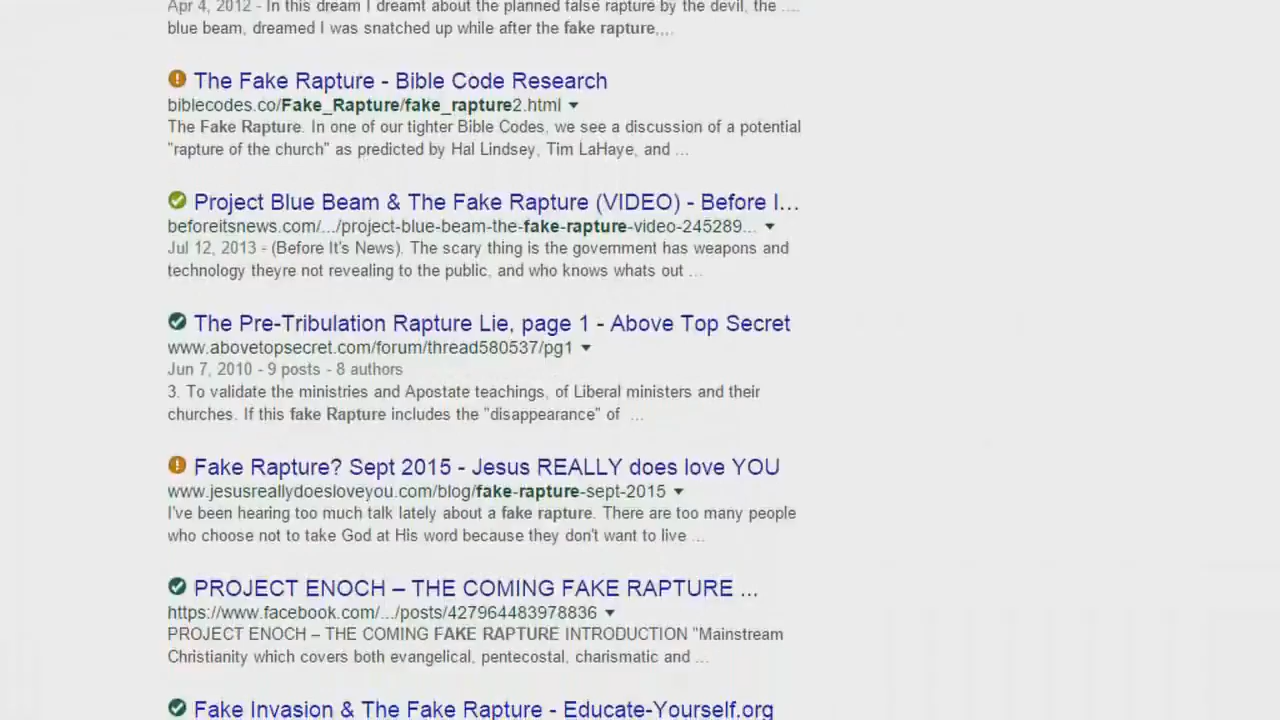 Apr 4, 2012 - In this dream I dreamt about the planned false rapture by the devil, the ....
blue beam, dreamed I was snatched up while after the fake rapture,...
The Fake Rapture - Bible Code Research
biblecodes.co/Fake_Rapture/fake_rapture2.html
The Fake Rapture. In one of our tighter Bible Codes, we see a discussion of a potential
"rapture of the church" as predicted by Hal Lindsey, Tim LaHaye, and ...
Project Blue Beam & The Fake Rapture (VIDEO) - Before I...
beforeitsnews.com/.../project-blue-beam-the-fake-rapture-video-245289...
Jul 12, 2013 - (Before It's News). The scary thing is the government has weapons and
technology theyre not revealing to the public, and who knows whats out ...
The Pre-Tribulation Rapture Lie, page 1 - Above Top Secret
www.abovetopsecret.com/forum/thread580537/pg1
Jun 7, 2010 - 9 posts - 8 authors
3. To validate the ministries and Apostate teachings, of Liberal ministers and their
churches. If this fake Rapture includes the "disappearance" of ...
Fake Rapture? Sept 2015 - Jesus REALLY does love YOU
www.jesusreallydoesloveyou.com/blog/fake-rapture-sept-2015
I've been hearing too much talk lately about a fake rapture. There are too many people
who choose not to take God at His word because they don't want to live ...
PROJECT ENOCH – THE COMING FAKE RAPTURE ...
https://www.facebook.com/.../posts/427964483978836
PROJECT ENOCH – THE COMING FAKE RAPTURE INTRODUCTION "Mainstream
Christianity which covers both evangelical, pentecostal, charismatic and ...
Fake Invasion & The Fake Rapture - Educate-Yourself.org